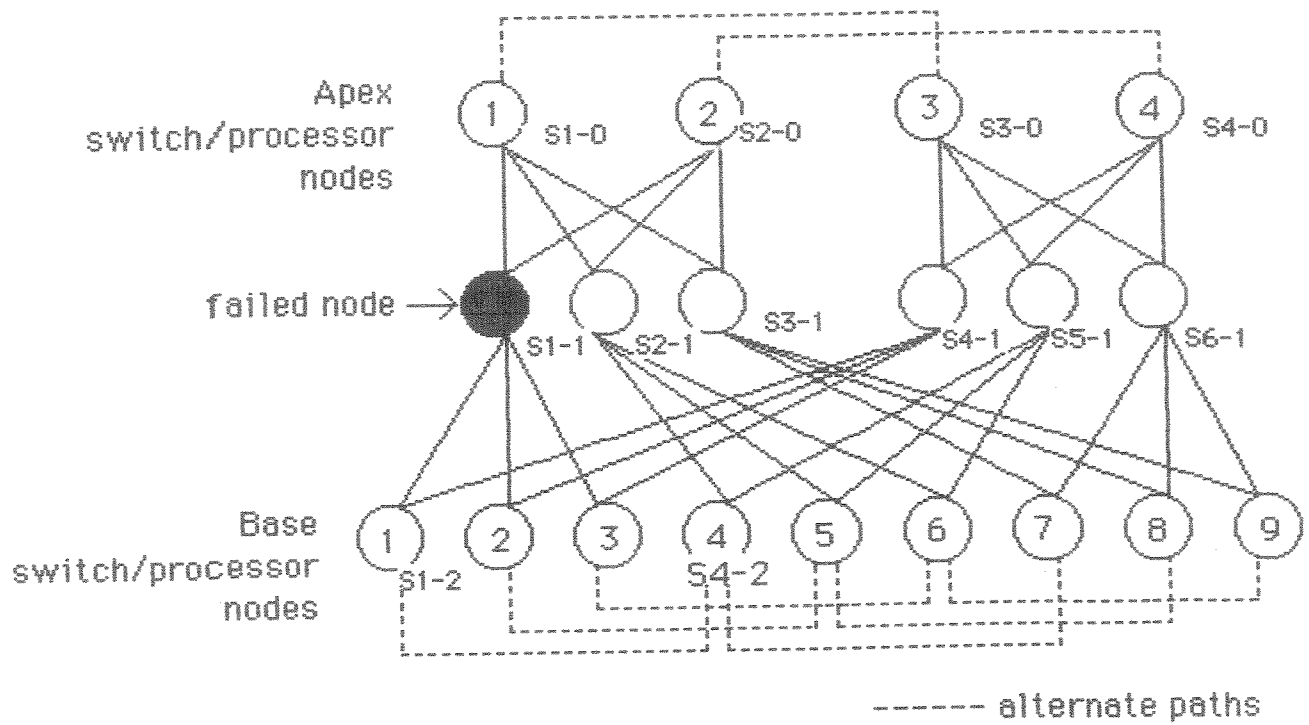 Apex
switch/processor
nodes
1
2
3
4
S1-0
S2-0
S3-0
S4-0
failed node
S1-1
S2-1
S3-1
S4-1
S5-1
S6-1
Base
switch/processor
nodes
1
2
3
4
5
6
7
8
9
S1-2
S4-2
alternate paths